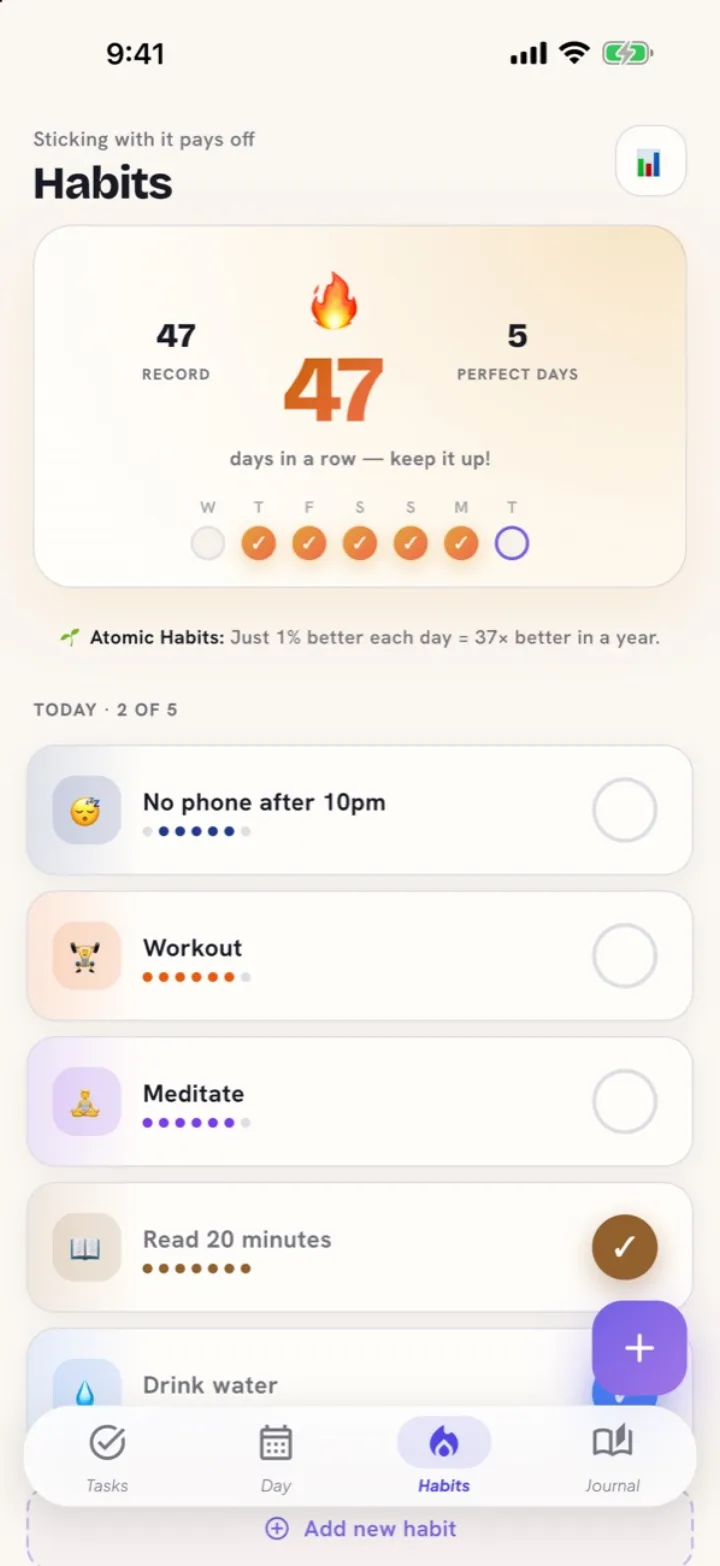 9:41
Sticking with it pays off
Habits
47
RECORD
47
5
PERFECT DAYS
days in a row — keep it up!
W T F S S M T
Atomic Habits: Just 1% better each day = 37× better in a year.
TODAY · 2 OF 5
No phone after 10pm
Workout
Meditate
Read 20 minutes
Drink water
Tasks Day Habits Journal
Add new habit